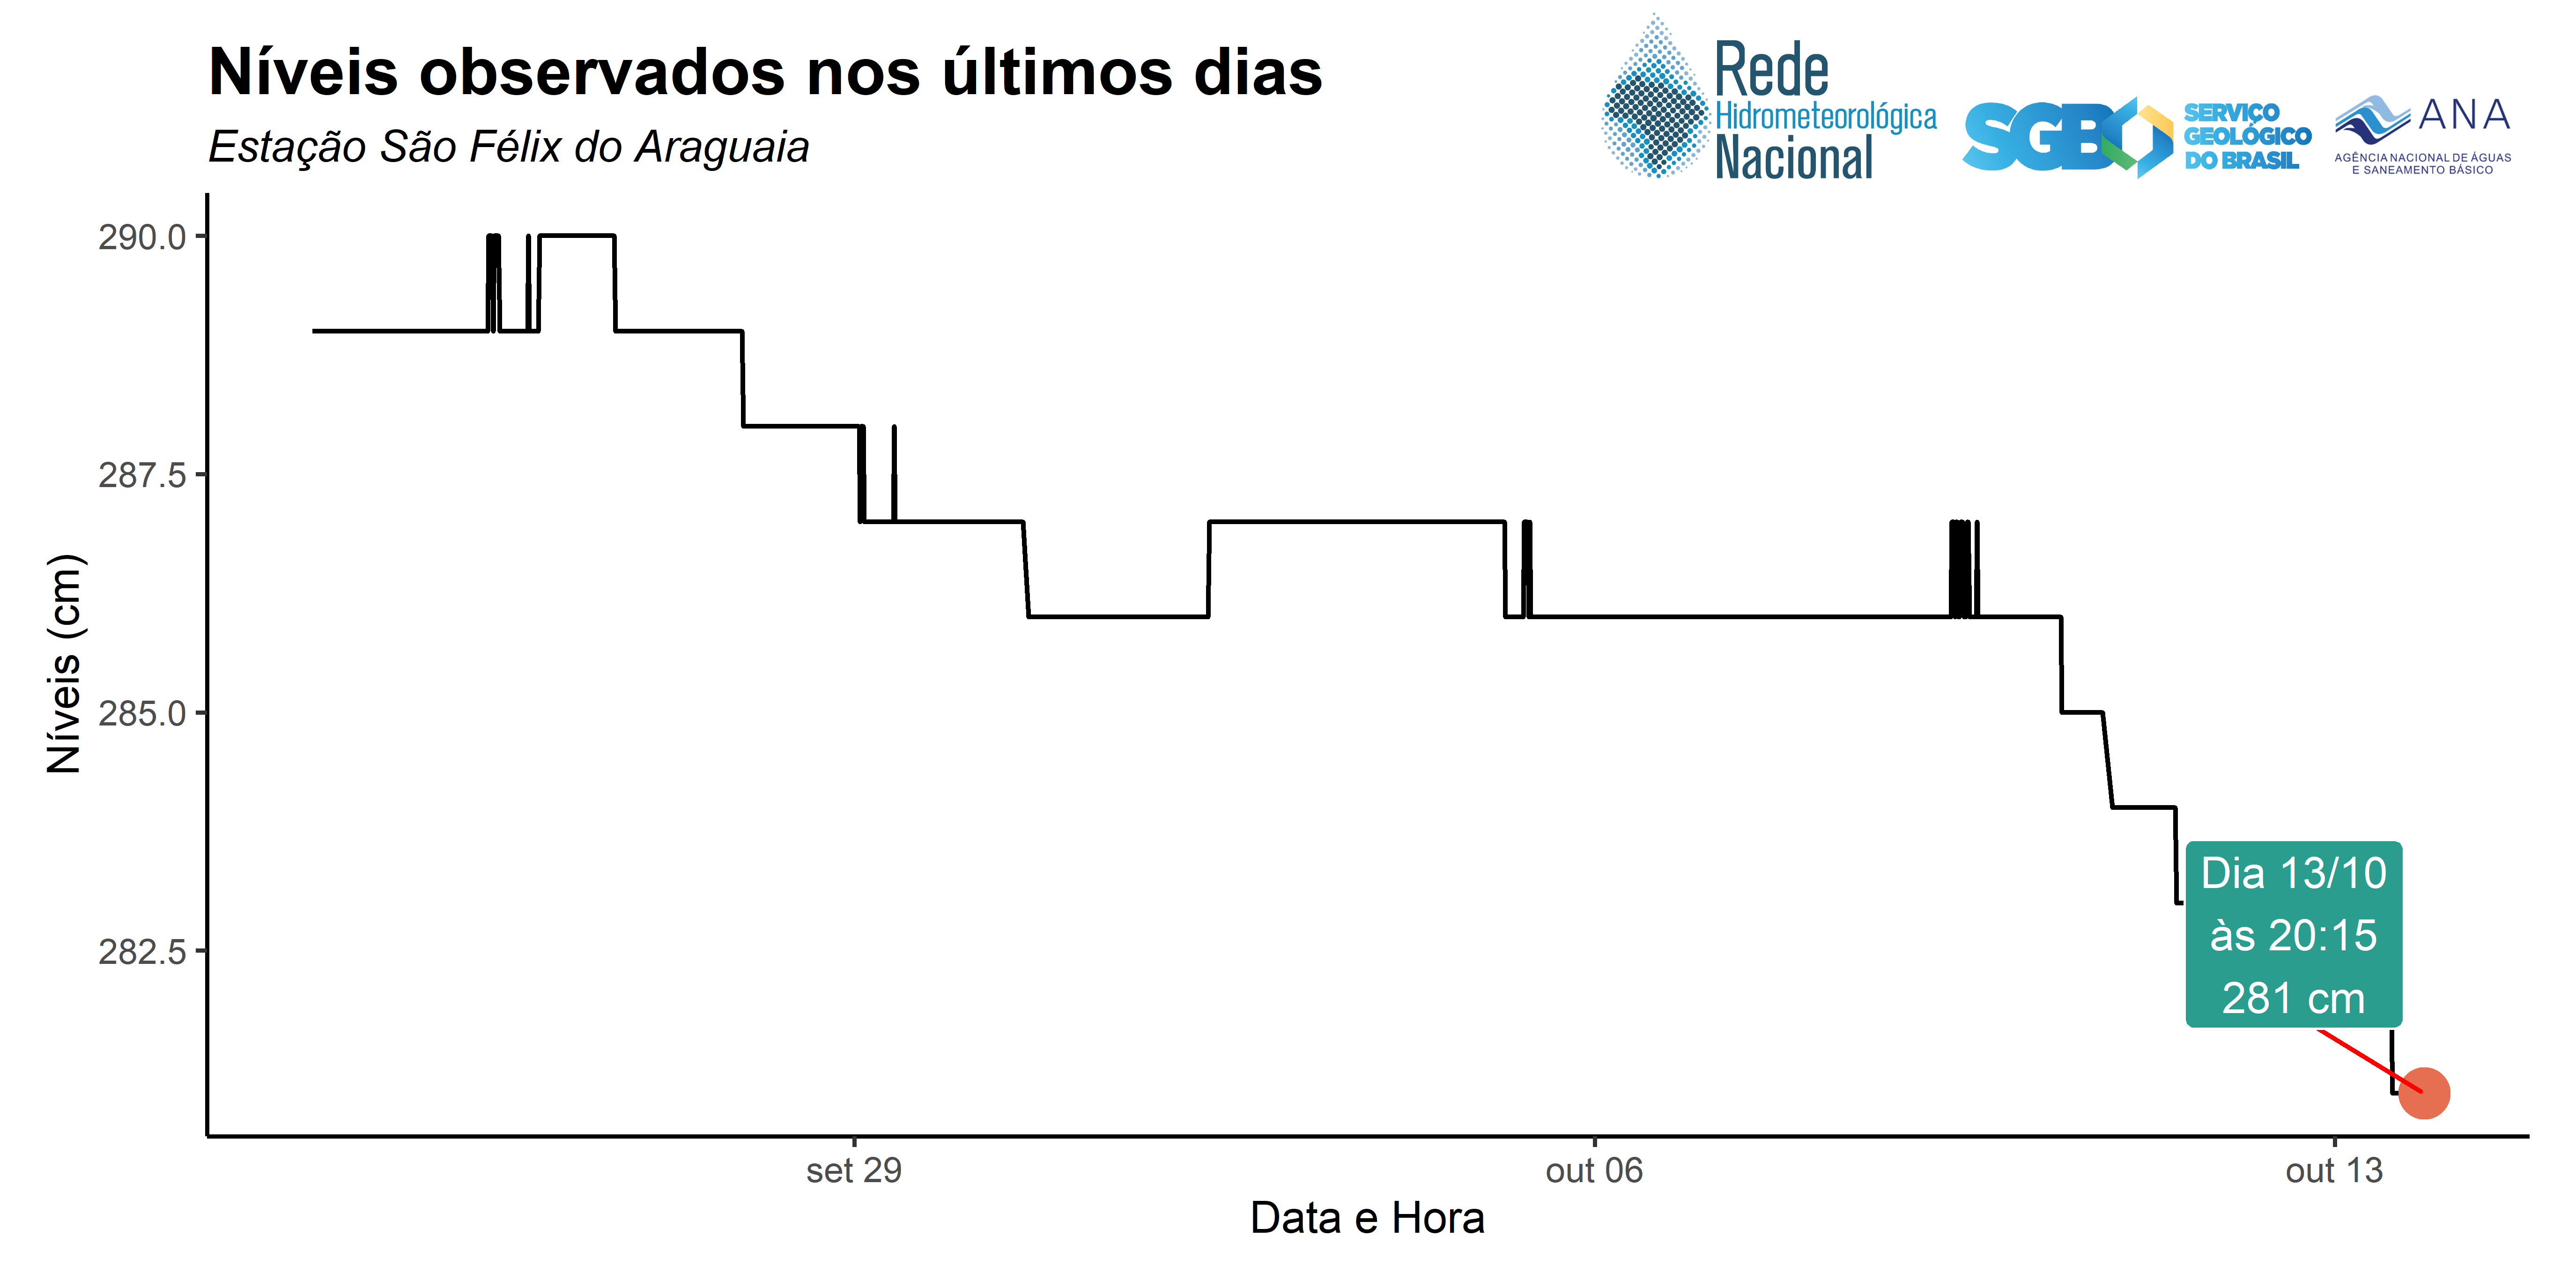 Níveis observados nos últimos dias
Estação São Félix do Araguaia
Rede
Hidrometeorológica
Nacional
SGB
SERVIÇO
GEOLÓGICO
DO BRASIL
ANA
AGÊNCIA NACIONAL DE ÁGUAS
E SANEAMENTO BÁSICO
Níveis (cm)
290.0
287.5
285.0
282.5
Dia 13/10
às 20:15
281 cm
set 29
out 06
out 13
Data e Hora